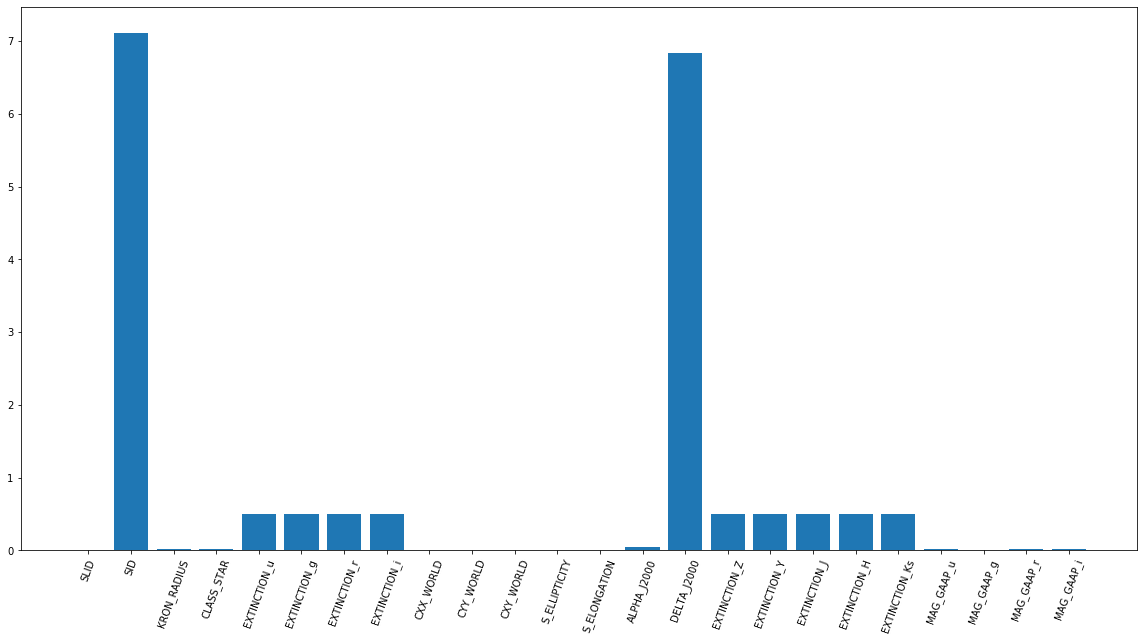 7
6
5
4
3
2
1
0
SLID
SID
KRON_RADIUS
CLASS_STAR
EXTINCTION_u
EXTINCTION_g
EXTINCTION_r
EXTINCTION_i
CXX_WORLD
CYY_WORLD
CXY_WORLD
S_ELLIPTICITY
S_ELONGATION
ALPHA_J2000
DELTA_J2000
EXTINCTION_Z
EXTINCTION_Y
EXTINCTION_J
EXTINCTION_H
EXTINCTION_Ks
MAG_GAAP_u
MAG_GAAP_g
MAG_GAAP_r
MAG_GAAP_i